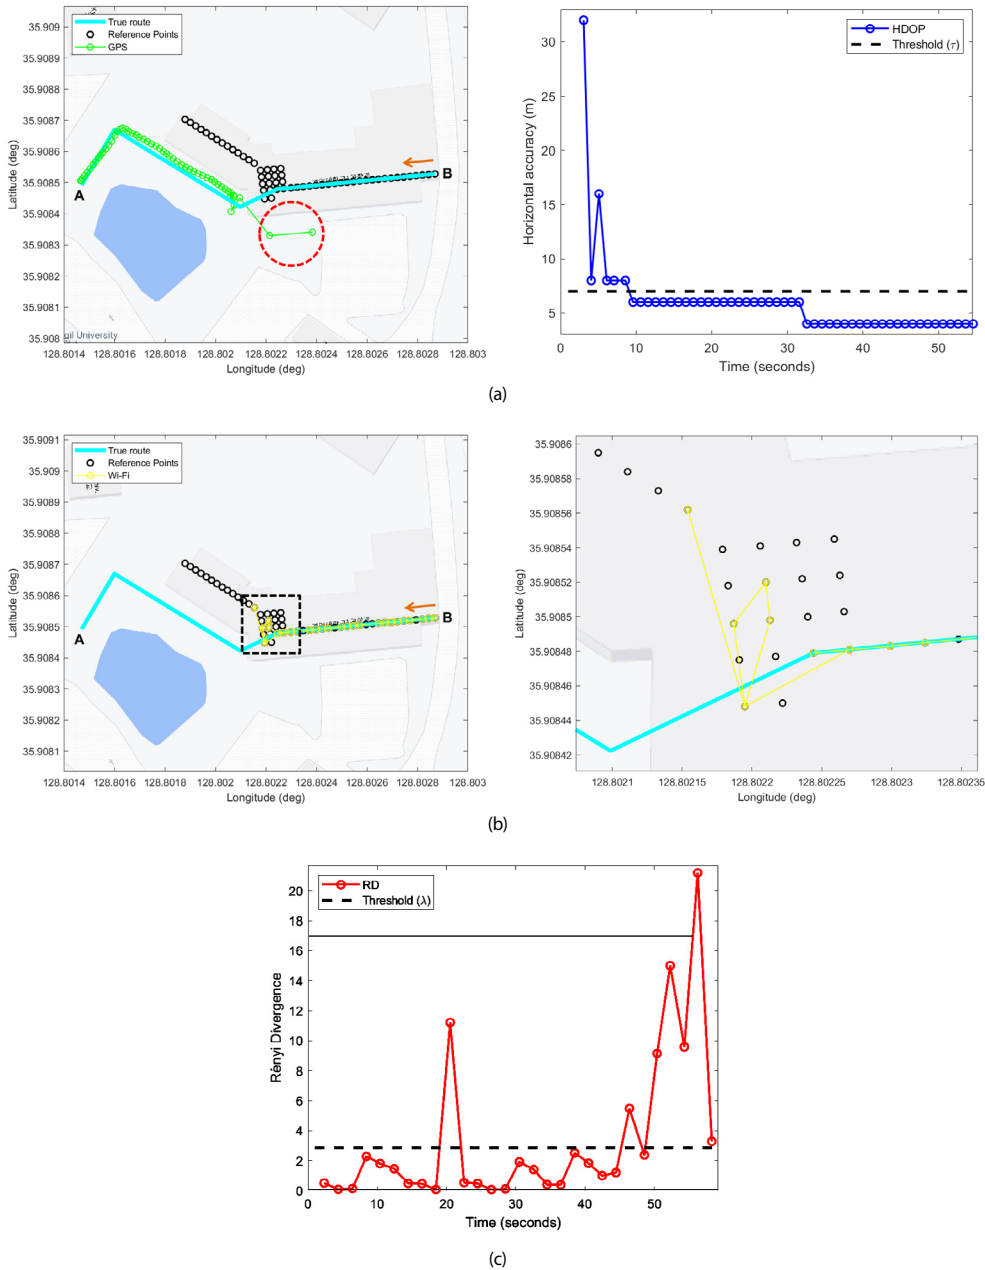 True route
Reference Points
GPS
35.909
35.9089
35.9088
35.9087
35.9086
35.9085
35.9084
35.9083
35.9082
35.9081
35.908
Latitude (deg)
A
B
gil University
128.8014 128.8016 128.8018 128.802 128.8022 128.8024 128.8026 128.8028 128.803
Longitude (deg)
HDOP
Threshold (τ)
33
28
23
18
13
8
5
Horizontal accuracy (m)
0 10 20 30 40 50
Time (seconds)
(a)
True route
Reference Points
Wi-Fi
35.9091
35.909
35.9089
35.9088
35.9087
35.9086
35.9085
35.9084
35.9083
35.9082
35.9081
Latitude (deg)
A
B
128.8014 128.8016 128.8018 128.802 128.8022 128.8024 128.8026 128.8028 128.803
Longitude (deg)
35.9086
35.90858
35.90856
35.90854
35.90852
35.9085
35.90848
35.90846
35.90844
35.90842
Latitude (deg)
128.8021 128.80215 128.8022 128.80225 128.8023 128.80235
Longitude (deg)
(b)
RD
Threshold (λ)
20
18
16
14
12
10
8
6
4
2
0
Rényi Divergence
0 10 20 30 40 50
Time (seconds)
(c)